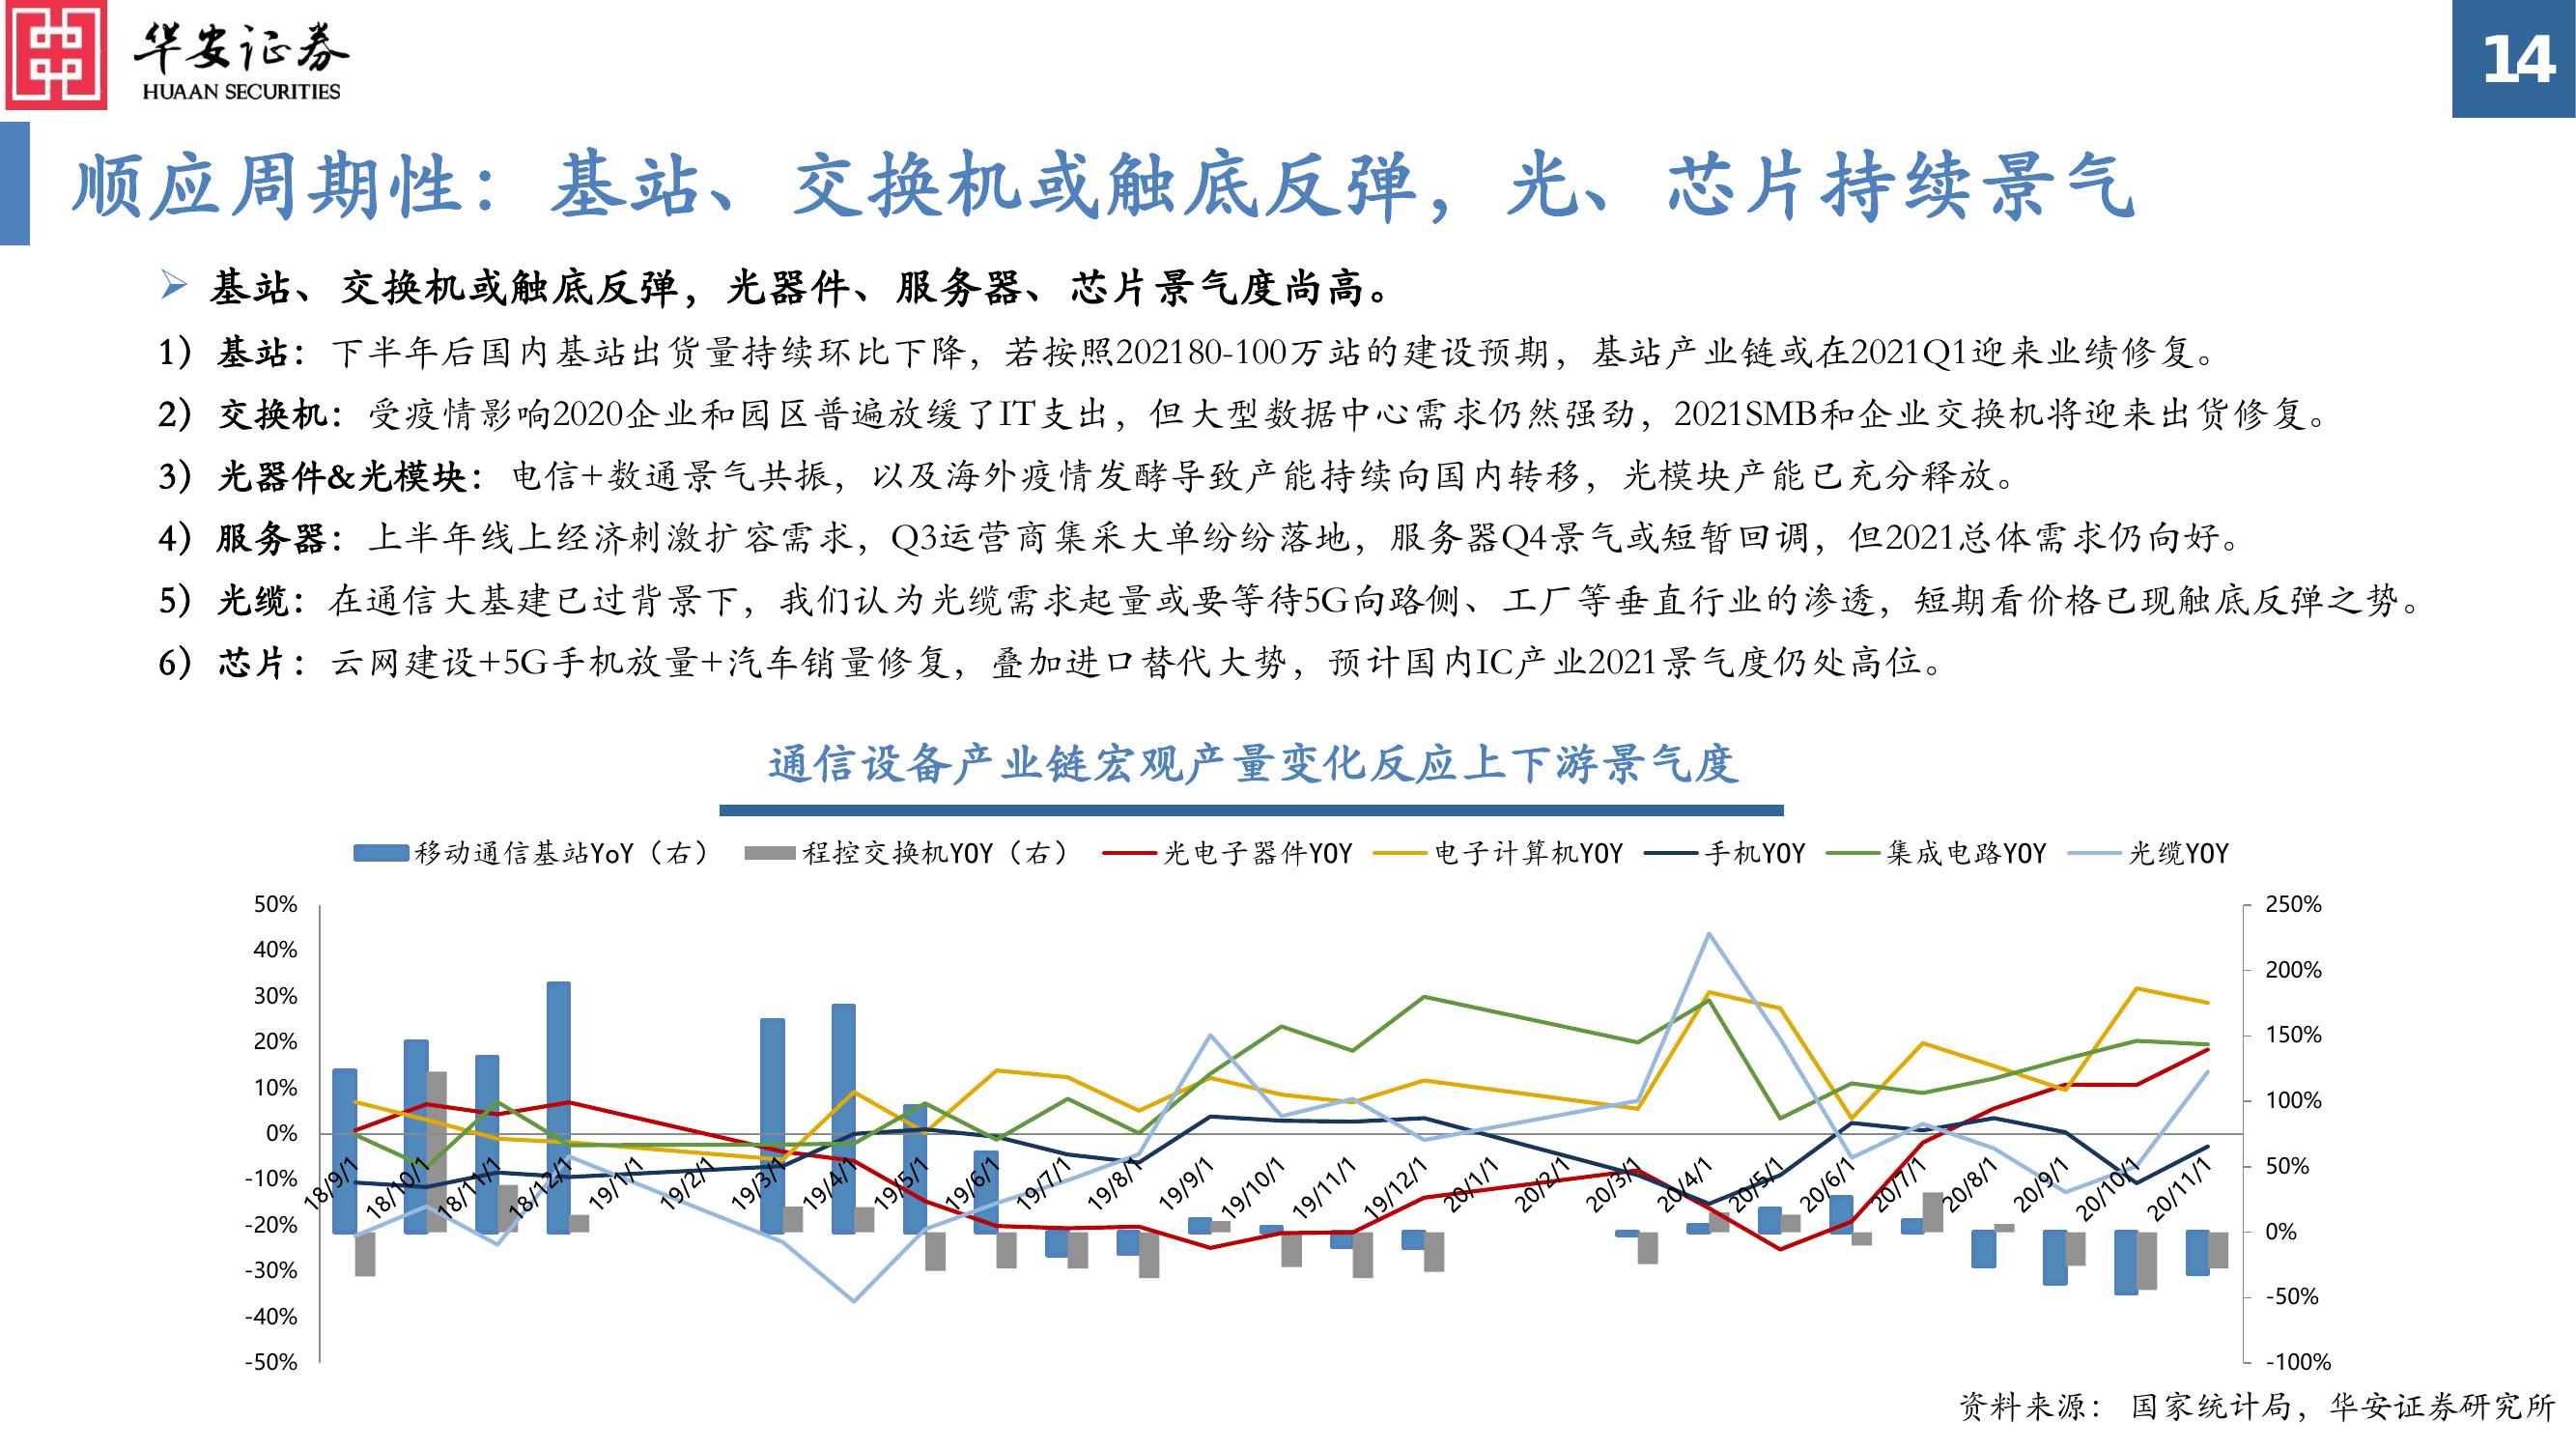 华安证券
HUAAN SECURITIES
14
顺应周期性：基站、交换机或触底反弹，光、芯片持续景气
➢ 基站、交换机或触底反弹，光器件、服务器、芯片景气度尚高。
1）基站：下半年后国内基站出货量持续环比下降，若按照202180-100万站的建设预期，基站产业链或在2021Q1迎来业绩修复。
2）交换机：受疫情影响2020企业和园区普遍放缓了IT支出，但大型数据中心需求仍然强劲，2021SMB和企业交换机将迎来出货修复。
3）光器件&光模块：电信+数通景气共振，以及海外疫情发酵导致产能持续向国内转移，光模块产能已充分释放。
4）服务器：上半年线上经济刺激扩容需求，Q3运营商集采大单纷纷落地，服务器Q4景气或短暂回调，但2021总体需求仍向好。
5）光缆：在通信大基建已过背景下，我们认为光缆需求起量或要等待5G向路侧、工厂等垂直行业的渗透，短期看价格已现触底反弹之势。
6）芯片：云网建设+5G手机放量+汽车销量修复，叠加进口替代大势，预计国内IC产业2021景气度仍处高位。
通信设备产业链宏观产量变化反应上下游景气度
移动通信基站YoY（右） 程控交换机YOY（右） 光电子器件YOY 电子计算机YOY 手机YOY 集成电路YOY 光缆YOY
50% 250%
40% 200%
30% 150%
20% 100%
10% 50%
0% 0%
-10% -50%
-20% -100%
-30%
-40%
-50%
18/9/1 18/10/1 18/11/1 18/12/1 19/1/1 19/2/1 19/3/1 19/4/1 19/5/1 19/6/1 19/7/1 19/8/1 19/9/1 19/10/1 19/11/1 19/12/1 20/1/1 20/2/1 20/3/1 20/4/1 20/5/1 20/6/1 20/7/1 20/8/1 20/9/1 20/10/1 20/11/1
资料来源： 国家统计局，华安证券研究所